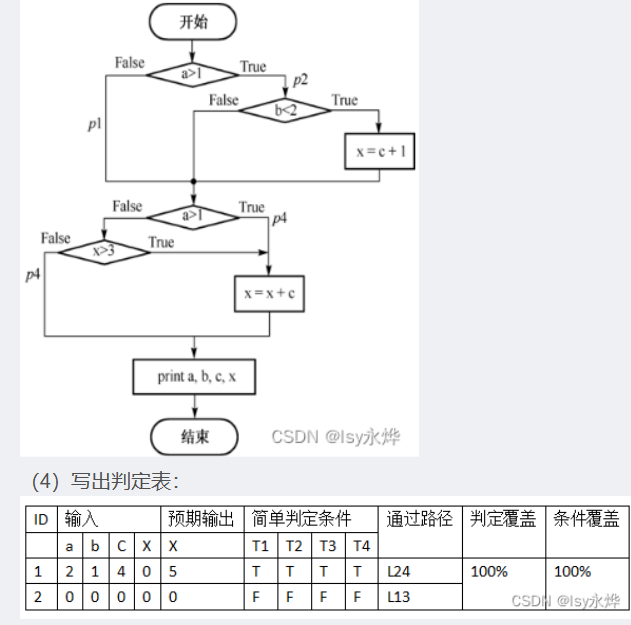 开始
False
a>1
True
p2
False
b<2
True
p1
x=c+1
False
a>1
True
p4
False
x>3
True
p4
x=x+c
print a, b, c, x
结束
CSDN @lsy永烨
（4）写出判定表：
ID 输入 预期输出 简单判定条件 通过路径 判定覆盖 条件覆盖
a b C X X T1 T2 T3 T4
1 2 1 4 0 5 T T T T L24 100% 100%
2 0 0 0 0 0 F F F F L13
CSDN @lsy永烨